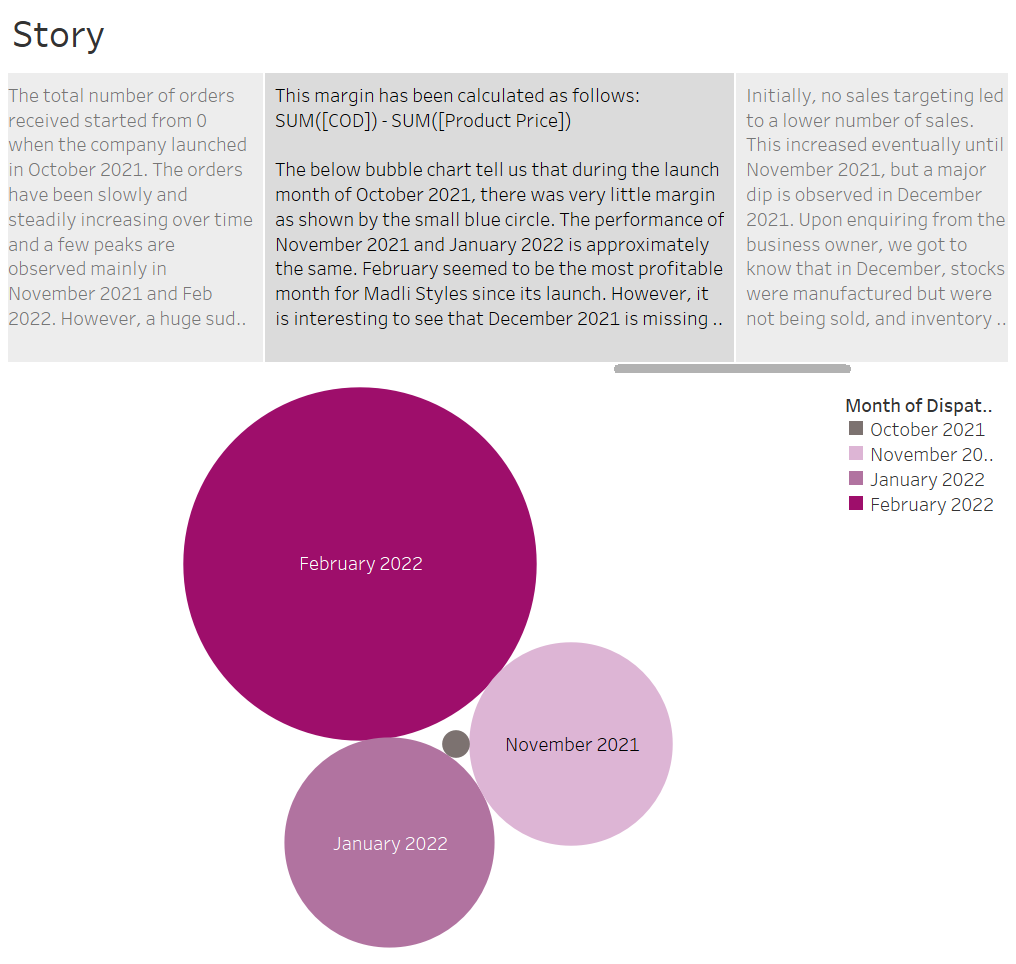 Story
The total number of orders
received started from 0
when the company launched
in October 2021. The orders
have been slowly and
steadily increasing over time
and a few peaks are
observed mainly in
November 2021 and Feb
2022. However, a huge sud..
This margin has been calculated as follows:
SUM([COD]) - SUM([Product Price])
The below bubble chart tell us that during the launch
month of October 2021, there was very little margin
as shown by the small blue circle. The performance of
November 2021 and January 2022 is approximately
the same. February seemed to be the most profitable
month for Madli Styles since its launch. However, it
is interesting to see that December 2021 is missing ..
Initially, no sales targeting led
to a lower number of sales.
This increased eventually until
November 2021, but a major
dip is observed in December
2021. Upon enquiring from the
business owner, we got to
know that in December, stocks
were manufactured but were
not being sold, and inventory ..
Month of Dispat..
October 2021
November 20..
January 2022
February 2022
February 2022
November 2021
January 2022